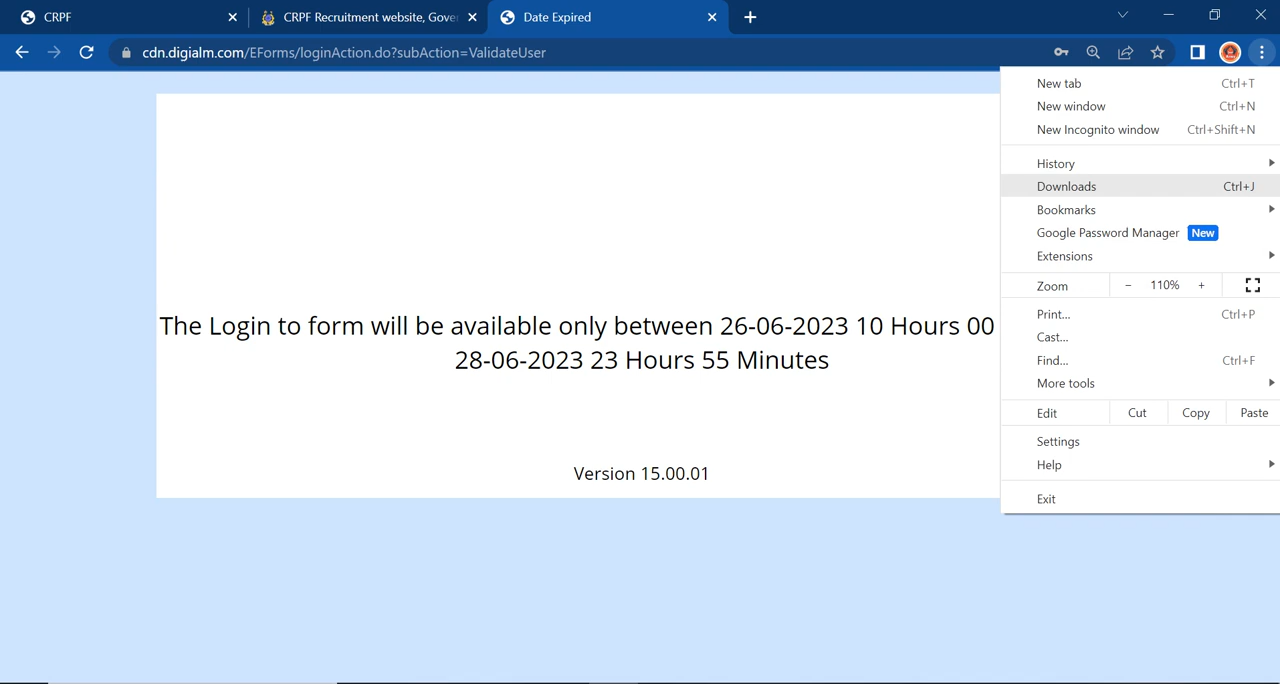 CRPF
CRPF Recruitment website, Gove
Date Expired
cdn.digialm.com/EForms/loginAction.do?subAction=ValidateUser
New tab Ctrl+T
New window Ctrl+N
New Incognito window Ctrl+Shift+N
History
Downloads Ctrl+J
Bookmarks
Google Password Manager New
Extensions
Zoom - 110% +
Print... Ctrl+P
Cast...
Find... Ctrl+F
More tools
Edit Cut Copy Paste
Settings
Help
Exit
The Login to form will be available only between 26-06-2023 10 Hours 00
28-06-2023 23 Hours 55 Minutes
Version 15.00.01